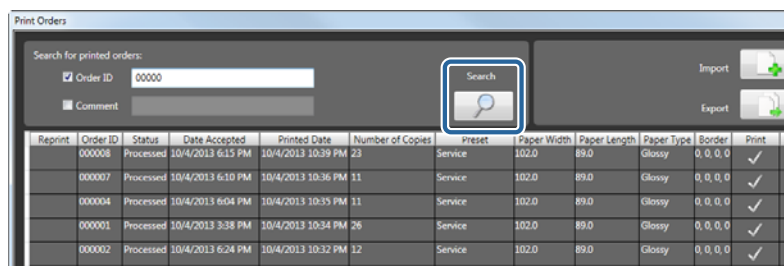 Print Orders
Search for printed orders:
Order ID 00000
Search
Import
Comment
Export
Reprint Order ID Status Date Accepted Printed Date Number of Copies Preset Paper Width Paper Length Paper Type Border Print
000008 Processed 10/4/2013 6:15 PM 10/4/2013 10:39 PM 23 Service 102.0 89.0 Glossy 0, 0, 0, 0
000007 Processed 10/4/2013 6:10 PM 10/4/2013 10:36 PM 11 Service 102.0 89.0 Glossy 0, 0, 0, 0
000004 Processed 10/4/2013 6:04 PM 10/4/2013 10:35 PM 11 Service 102.0 89.0 Glossy 0, 0, 0, 0
000001 Processed 10/4/2013 3:38 PM 10/4/2013 10:34 PM 26 Service 102.0 89.0 Glossy 0, 0, 0, 0
000002 Processed 10/4/2013 6:24 PM 10/4/2013 10:32 PM 12 Service 102.0 89.0 Glossy 0, 0, 0, 0